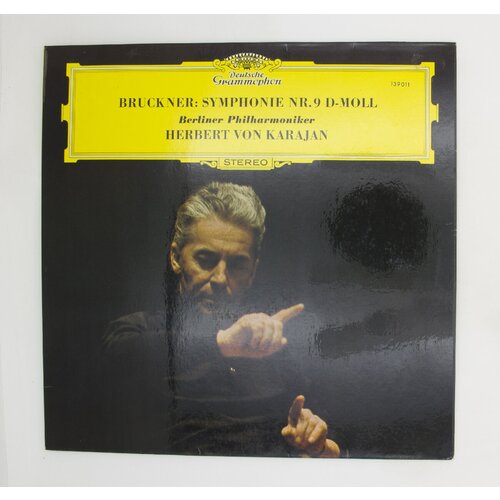 Deutsche
Grammophon
139 011
BRUCKNER: SYMPHONIE NR. 9 D-MOLL
Berliner Philharmoniker
HERBERT VON KARAJAN
STEREO